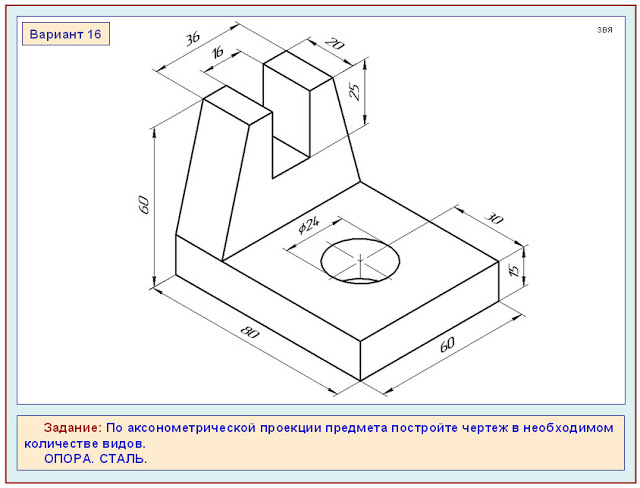 Вариант 16
ЗВЯ
36
16
20
25
60
ϕ24
30
15
80
60
Задание: По аксонометрической проекции предмета постройте чертеж в необходимом
количестве видов.
ОПОРА. СТАЛЬ.